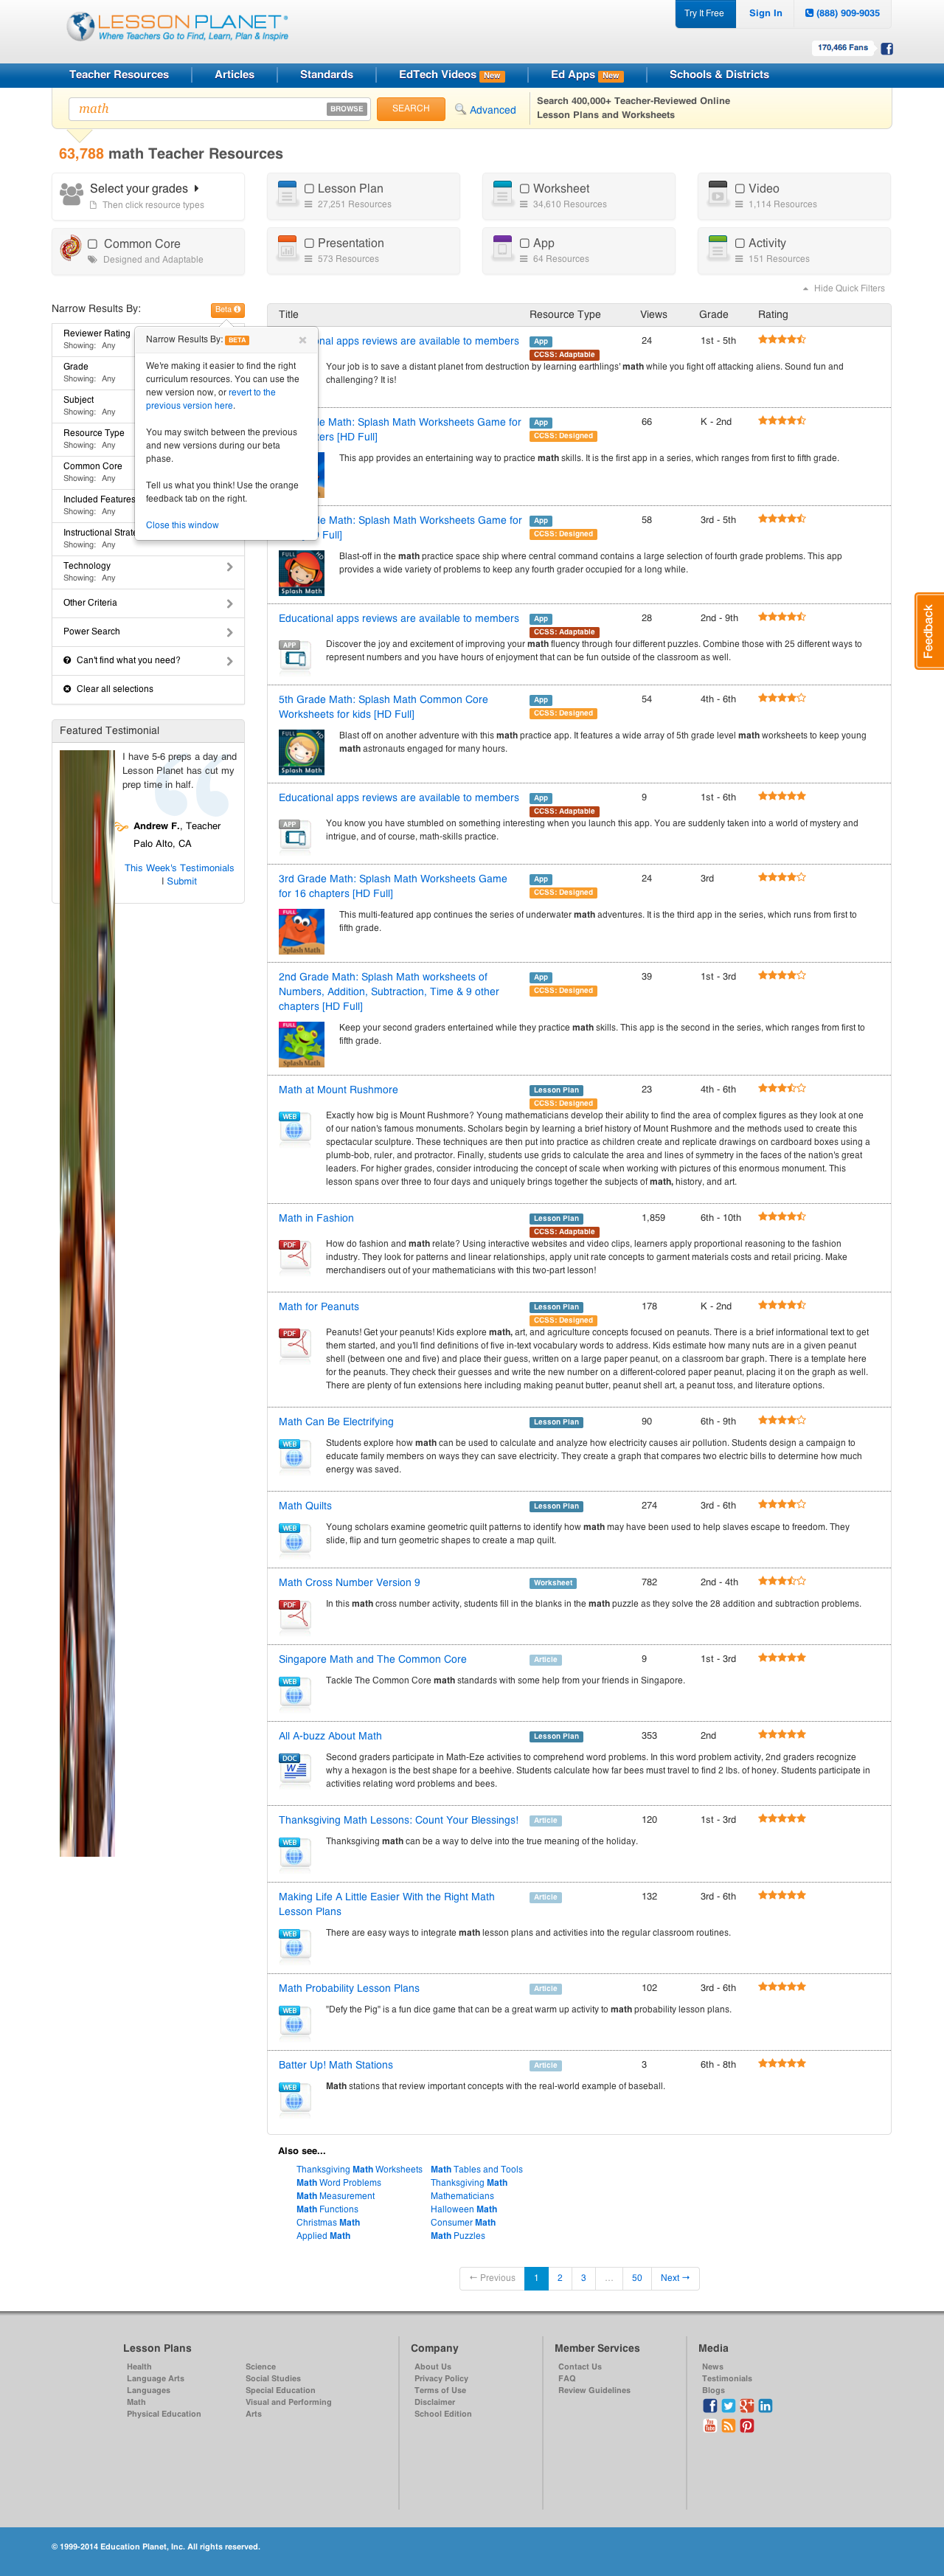 LESSONPLANET®
Where Teachers Go to Find, Learn, Plan & Inspire
Try It Free
Sign In
(888) 909-9035
170,466 Fans
Teacher Resources
Articles
Standards
EdTech Videos New
Ed Apps New
Schools & Districts
math
BROWSE
SEARCH
Advanced
Search 400,000+ Teacher-Reviewed Online
Lesson Plans and Worksheets
63,788 math Teacher Resources
Select your grades
Then click resource types
Lesson Plan
27,251 Resources
Worksheet
34,610 Resources
Video
1,114 Resources
Common Core
Designed and Adaptable
Presentation
573 Resources
App
64 Resources
Activity
151 Resources
Hide Quick Filters
Narrow Results By:
Beta
Reviewer Rating
Showing: Any
Grade
Showing: Any
Subject
Showing: Any
Resource Type
Showing: Any
Common Core
Showing: Any
Included Features
Showing: Any
Instructional Strate
Showing: Any
Technology
Showing: Any
Other Criteria
Power Search
Can't find what you need?
Clear all selections
Narrow Results By: BETA
We're making it easier to find the right
curriculum resources. You can use the
new version now, or revert to the
previous version here.
You may switch between the previous
and new versions during our beta
phase.
Tell us what you think! Use the orange
feedback tab on the right.
Close this window
Featured Testimonial
I have 5-6 preps a day and
Lesson Planet has cut my
prep time in half.
Andrew F., Teacher
Palo Alto, CA
This Week's Testimonials
| Submit
Title Resource Type Views Grade Rating
onal apps reviews are available to members App 24 1st - 5th
CCSS: Adaptable
Your job is to save a distant planet from destruction by learning earthlings' math while you fight off attacking aliens. Sound fun and
challenging? It is!
de Math: Splash Math Worksheets Game for App 66 K - 2nd
ters [HD Full] CCSS: Designed
This app provides an entertaining way to practice math skills. It is the first app in a series, which ranges from first to fifth grade.
de Math: Splash Math Worksheets Game for App 58 3rd - 5th
Full] CCSS: Designed
Blast-off in the math practice space ship where central command contains a large selection of fourth grade problems. This app
provides a wide variety of problems to keep any fourth grader occupied for a long while.
FULL HD
Splash Math
Educational apps reviews are available to members App 28 2nd - 9th
CCSS: Adaptable
APP
Discover the joy and excitement of improving your math fluency through four different puzzles. Combine those with 25 different ways to
represent numbers and you have hours of enjoyment that can be fun outside of the classroom as well.
5th Grade Math: Splash Math Common Core App 54 4th - 6th
Worksheets for kids [HD Full] CCSS: Designed
Blast off on another adventure with this math practice app. It features a wide array of 5th grade level math worksheets to keep young
math astronauts engaged for many hours.
FULL HD
Splash Math
Educational apps reviews are available to members App 9 1st - 6th
CCSS: Adaptable
APP
You know you have stumbled on something interesting when you launch this app. You are suddenly taken into a world of mystery and
intrigue, and of course, math-skills practice.
3rd Grade Math: Splash Math Worksheets Game App 24 3rd
for 16 chapters [HD Full] CCSS: Designed
This multi-featured app continues the series of underwater math adventures. It is the third app in the series, which runs from first to
fifth grade.
FULL
Splash Math
2nd Grade Math: Splash Math worksheets of App 39 1st - 3rd
Numbers, Addition, Subtraction, Time & 9 other CCSS: Designed
chapters [HD Full]
Keep your second graders entertained while they practice math skills. This app is the second in the series, which ranges from first to
fifth grade.
FULL
Splash Math
Math at Mount Rushmore Lesson Plan 23 4th - 6th
CCSS: Designed
WEB
Exactly how big is Mount Rushmore? Young mathematicians develop their ability to find the area of complex figures as they look at one
of our nation's famous monuments. Scholars begin by learning a brief history of Mount Rushmore and the methods used to create this
spectacular sculpture. These techniques are then put into practice as children create and replicate drawings on cardboard boxes using a
plumb-bob, ruler, and protractor. Finally, students use grids to calculate the area and lines of symmetry in the faces of the nation's great
leaders. For higher grades, consider introducing the concept of scale when working with pictures of this enormous monument. This
lesson spans over three to four days and uniquely brings together the subjects of math, history, and art.
Math in Fashion Lesson Plan 1,859 6th - 10th
CCSS: Adaptable
PDF
How do fashion and math relate? Using interactive websites and video clips, learners apply proportional reasoning to the fashion
industry. They look for patterns and linear relationships, apply unit rate concepts to garment materials costs and retail pricing. Make
merchandisers out of your mathematicians with this two-part lesson!
Math for Peanuts Lesson Plan 178 K - 2nd
CCSS: Designed
PDF
Peanuts! Get your peanuts! Kids explore math, art, and agriculture concepts focused on peanuts. There is a brief informational text to get
them started, and you'll find definitions of five in-text vocabulary words to address. Kids estimate how many nuts are in a given peanut
shell (between one and five) and place their guess, written on a large paper peanut, on a classroom bar graph. There is a template here
for the peanuts. They check their guesses and write the new number on a different-colored paper peanut, placing it on the graph as well.
There are plenty of fun extensions here including making peanut butter, peanut shell art, a peanut toss, and literature options.
Math Can Be Electrifying Lesson Plan 90 6th - 9th
WEB
Students explore how math can be used to calculate and analyze how electricity causes air pollution. Students design a campaign to
educate family members on ways they can save electricity. They create a graph that compares two electric bills to determine how much
energy was saved.
Math Quilts Lesson Plan 274 3rd - 6th
WEB
Young scholars examine geometric quilt patterns to identify how math may have been used to help slaves escape to freedom. They
slide, flip and turn geometric shapes to create a map quilt.
Math Cross Number Version 9 Worksheet 782 2nd - 4th
PDF
In this math cross number activity, students fill in the blanks in the math puzzle as they solve the 28 addition and subtraction problems.
Singapore Math and The Common Core Article 9 1st - 3rd
WEB
Tackle The Common Core math standards with some help from your friends in Singapore.
All A-buzz About Math Lesson Plan 353 2nd
DOC
Second graders participate in Math-Eze activities to comprehend word problems. In this word problem activity, 2nd graders recognize
why a hexagon is the best shape for a beehive. Students calculate how far bees must travel to find 2 lbs. of honey. Students participate in
activities relating word problems and bees.
Thanksgiving Math Lessons: Count Your Blessings! Article 120 1st - 3rd
WEB
Thanksgiving math can be a way to delve into the true meaning of the holiday.
Making Life A Little Easier With the Right Math Article 132 3rd - 6th
Lesson Plans
WEB
There are easy ways to integrate math lesson plans and activities into the regular classroom routines.
Math Probability Lesson Plans Article 102 3rd - 6th
WEB
"Defy the Pig" is a fun dice game that can be a great warm up activity to math probability lesson plans.
Batter Up! Math Stations Article 3 6th - 8th
WEB
Math stations that review important concepts with the real-world example of baseball.
Feedback
Also see...
Thanksgiving Math Worksheets
Math Word Problems
Math Measurement
Math Functions
Christmas Math
Applied Math
Math Tables and Tools
Thanksgiving Math
Mathematicians
Halloween Math
Consumer Math
Math Puzzles
← Previous 1 2 3 … 50 Next →
Lesson Plans
Health
Language Arts
Languages
Math
Physical Education
Science
Social Studies
Special Education
Visual and Performing
Arts
Company
About Us
Privacy Policy
Terms of Use
Disclaimer
School Edition
Member Services
Contact Us
FAQ
Review Guidelines
Media
News
Testimonials
Blogs
© 1999-2014 Education Planet, Inc. All rights reserved.